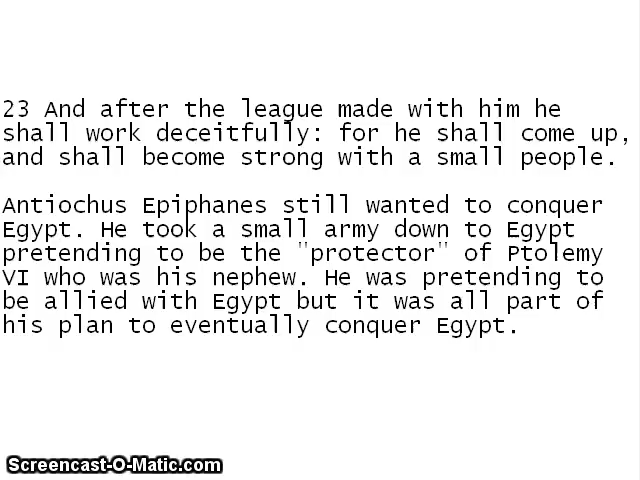 23 And after the league made with him he
shall work deceitfully: for he shall come up,
and shall become strong with a small people.
Antiochus Epiphanes still wanted to conquer
Egypt. He took a small army down to Egypt
pretending to be the "protector" of Ptolemy
VI who was his nephew. He was pretending to
be allied with Egypt but it was all part of
his plan to eventually conquer Egypt.
Screencast-O-Matic.com